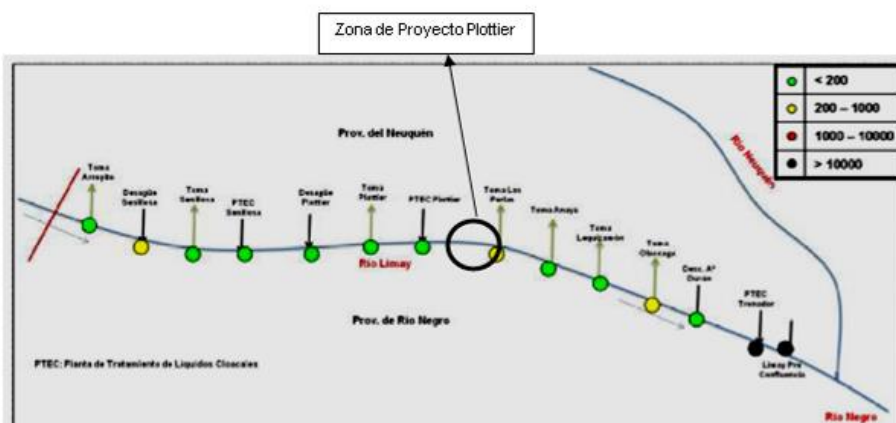 Zona de Proyecto Plottier
< 200
200 – 1000
1000 – 10000
> 10000
Prov. del Neuquén
Río Neuquén
Toma
Arroyito
Desagüe
Senillosa
Toma
Senillosa
PTEC
Senillosa
Desagüe
Plottier
Toma
Plottier
PTEC Plottier
Toma Las
Perlas
Toma Anaya
Toma
Leguizamón
Toma
Desc. Aº
Durán
PTEC
Tronador
Río Limay
Prov. de Río Negro
PTEC: Planta de Tratamiento de Líquidos Cloacales
Limay Pre
Confluencia
Río Negro